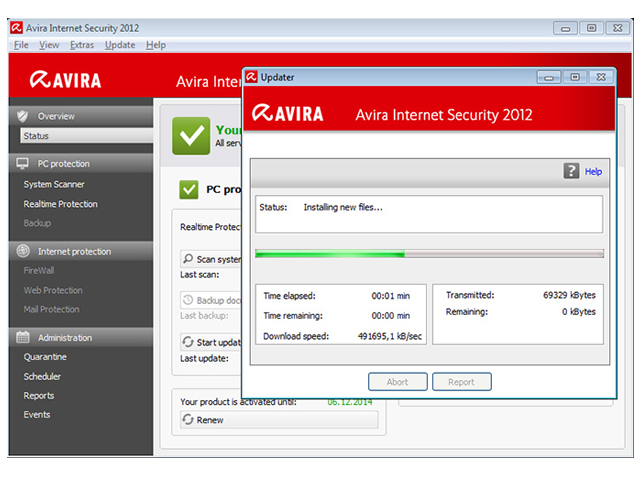 Avira Internet Security 2012
File View Extras Update Help
AVIRA
Avira Inte
Overview
Status
PC protection
System Scanner
Realtime Protection
Backup
Internet protection
FireWall
Web Protection
Mail Protection
Administration
Quarantine
Scheduler
Reports
Events
You
All serv
PC pro
Realtime Protec
Scan system
Last scan:
Backup doc
Last backup:
Start updat
Last update:
Your product is activated until: 06.12.2014
Renew
Updater
AVIRA Avira Internet Security 2012
? Help
Status: Installing new files...
Time elapsed: 00:01 min
Time remaining: 00:00 min
Download speed: 491695,1 kB/sec
Transmitted: 69329 kBytes
Remaining: 0 kBytes
Abort Report